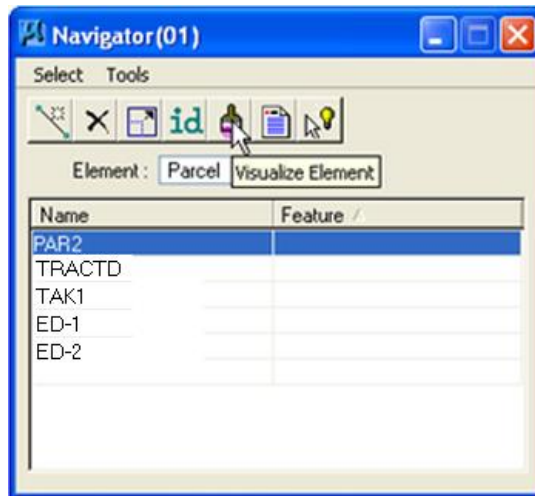 Navigator (01)
Select Tools
id
Element: Parcel Visualize Element
Name Feature
PAR2
TRACTD
TAK1
ED-1
ED-2